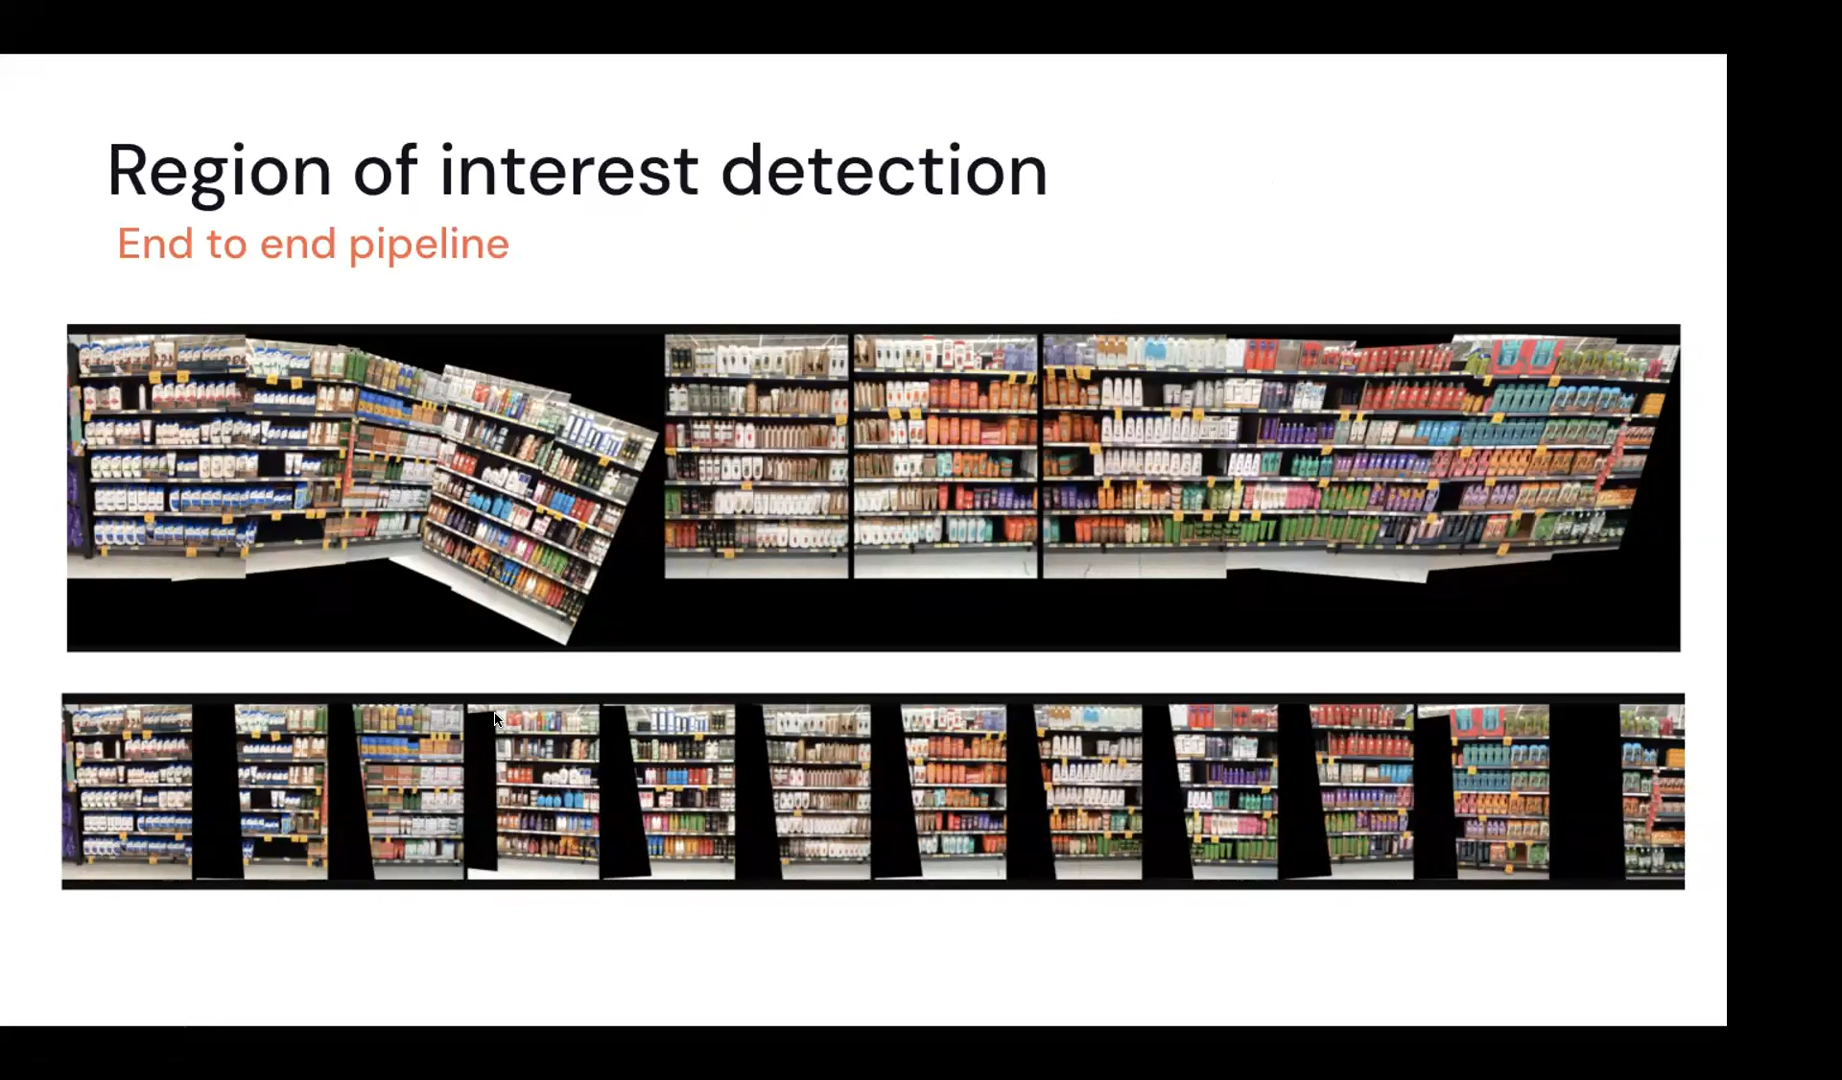 Region of interest detection
End to end pipeline